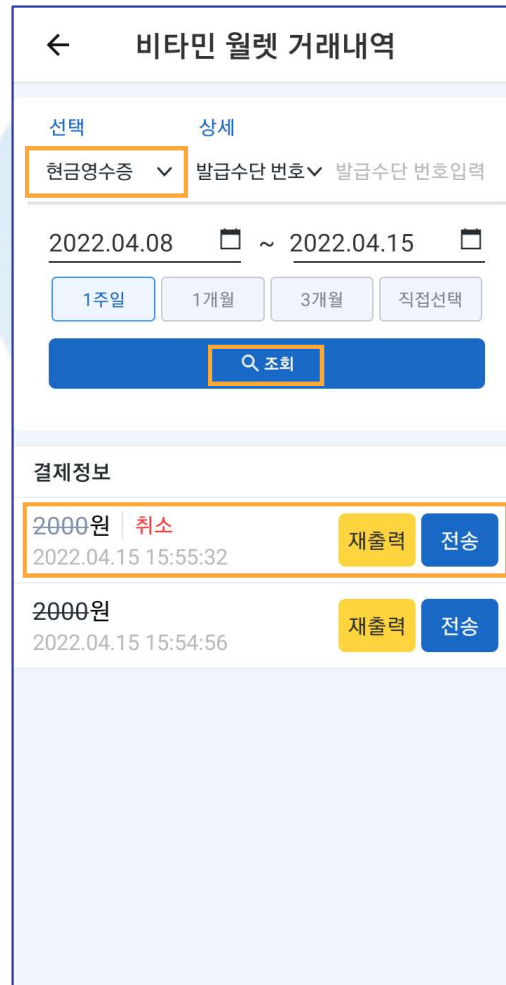 비타민 월렛 거래내역
선택 상세
현금영수증 발급수단 번호 발급수단 번호입력
2022.04.08 ~ 2022.04.15
1주일 1개월 3개월 직접선택
조회
결제정보
2000원 취소 재출력 전송
2022.04.15 15:55:32
2000원 재출력 전송
2022.04.15 15:54:56